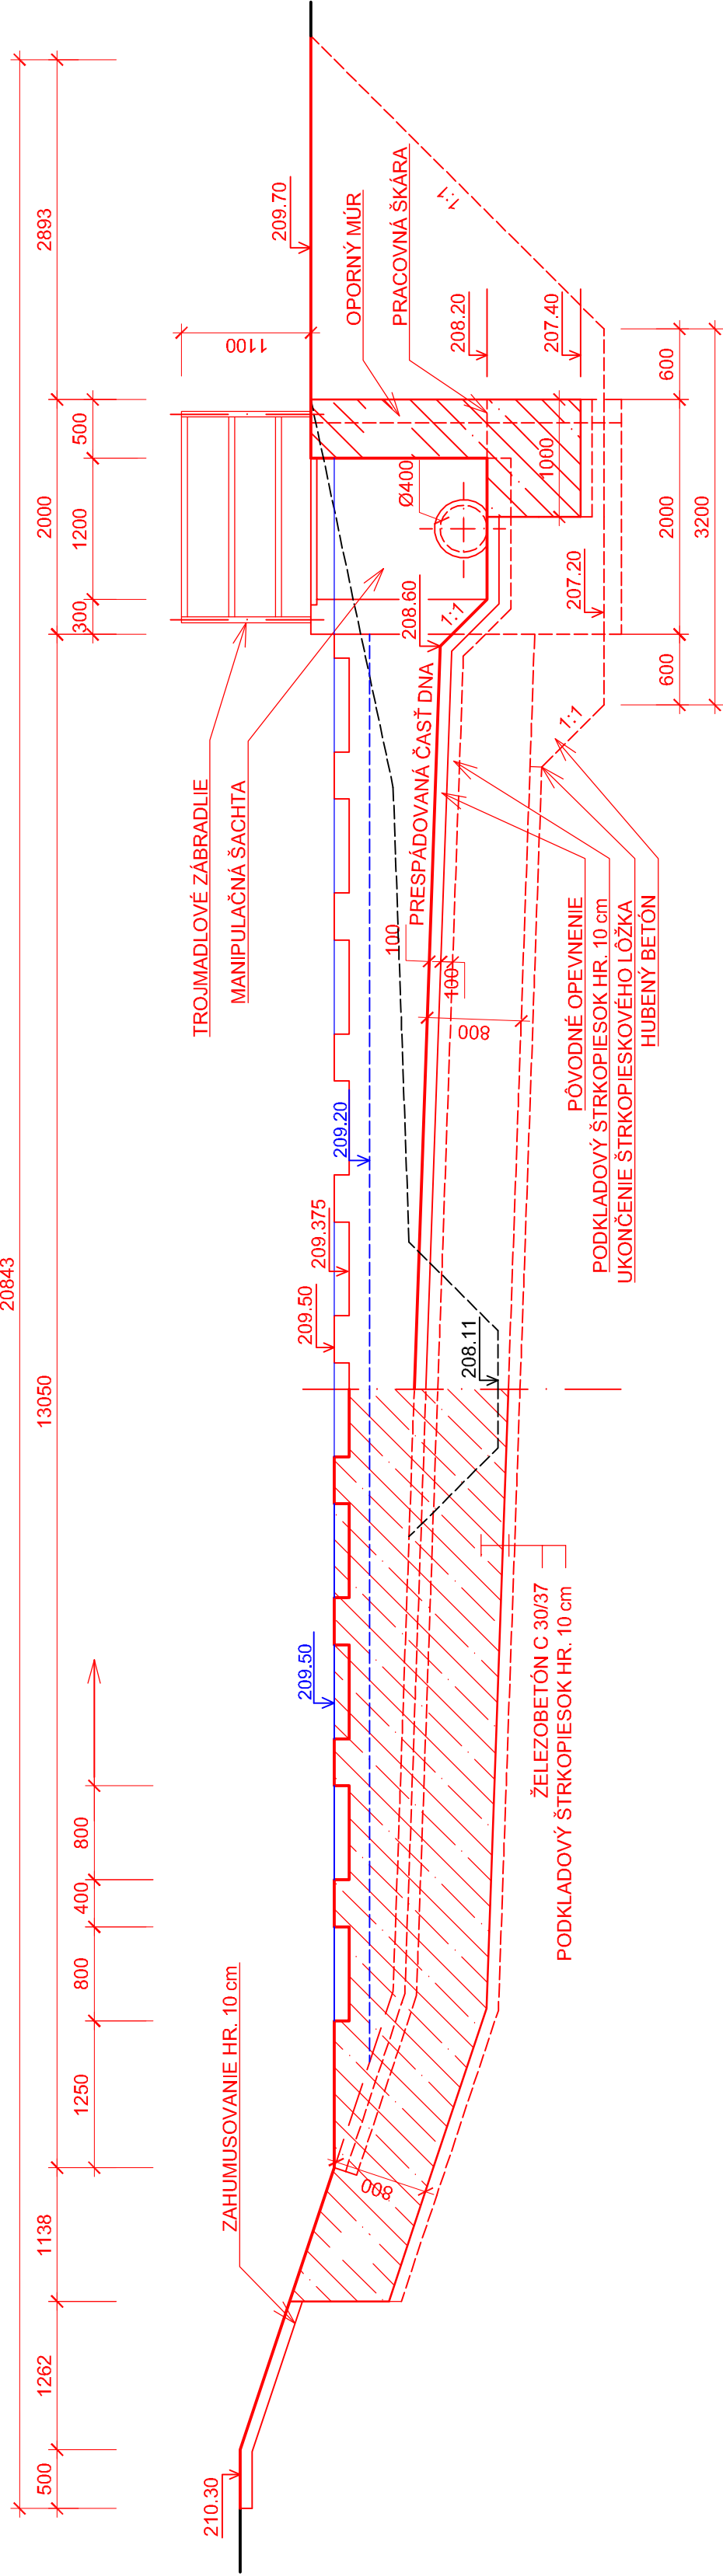 20843
500
1262
1138
13050
2000
2893
1250
800
400
800
300
1200
500
1100
210.30
ZAHUMUSOVANIE HR. 10 cm
TROJMADLOVÉ ZÁBRADLIE
MANIPULAČNÁ ŠACHTA
209.70
OPORNÝ MÚR
PRACOVNÁ ŠKÁRA
1:1
209.50
209.50
209.375
209.20
208.20
207.40
Ø400
1000
208.60
1:1
PRESPÁDOVANÁ ČASŤ DNA
100
100
800
800
208.11
207.20
1:1
600
2000
600
3200
ŽELEZOBETÓN C 30/37
PODKLADOVÝ ŠTRKOPIESOK HR. 10 cm
PÔVODNÉ OPEVNENIE
PODKLADOVÝ ŠTRKOPIESOK HR. 10 cm
UKONČENIE ŠTRKOPIESKOVÉHO LÔŽKA
HUBENÝ BETÓN